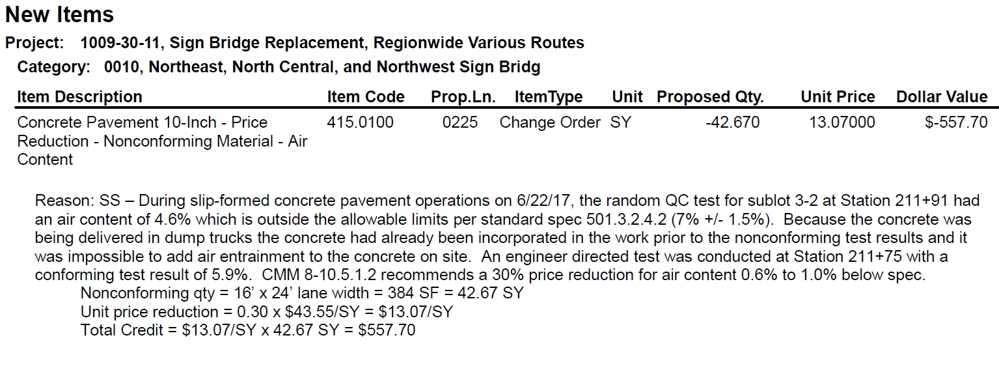 New Items
Project: 1009-30-11, Sign Bridge Replacement, Regionwide Various Routes
Category: 0010, Northeast, North Central, and Northwest Sign Bridg
Item Description Item Code Prop.Ln. ItemType Unit Proposed Qty. Unit Price Dollar Value
Concrete Pavement 10-Inch - Price 415.0100 0225 Change Order SY -42.670 13.07000 $-557.70
Reduction - Nonconforming Material - Air
Content
Reason: SS – During slip-formed concrete pavement operations on 6/22/17, the random QC test for sublot 3-2 at Station 211+91 had
an air content of 4.6% which is outside the allowable limits per standard spec 501.3.2.4.2 (7% +/- 1.5%). Because the concrete was
being delivered in dump trucks the concrete had already been incorporated in the work prior to the nonconforming test results and it
was impossible to add air entrainment to the concrete on site. An engineer directed test was conducted at Station 211+75 with a
conforming test result of 5.9%. CMM 8-10.5.1.2 recommends a 30% price reduction for air content 0.6% to 1.0% below spec.
Nonconforming qty = 16’ x 24’ lane width = 384 SF = 42.67 SY
Unit price reduction = 0.30 x $43.55/SY = $13.07/SY
Total Credit = $13.07/SY x 42.67 SY = $557.70